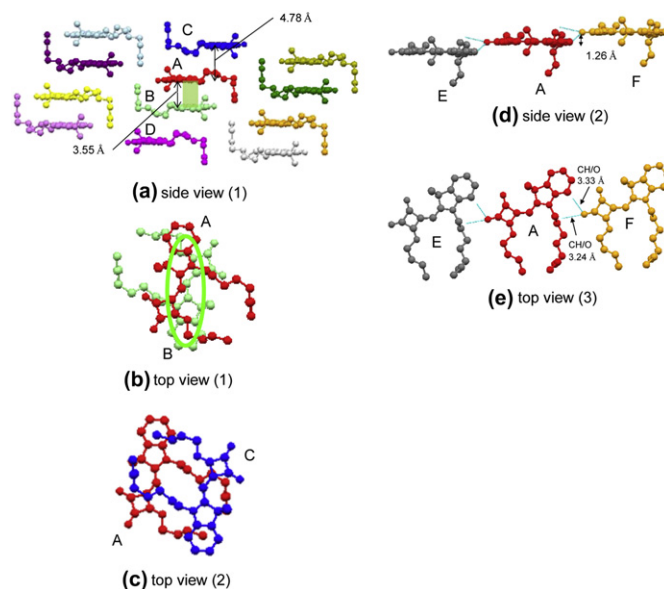 C
4.78 Å
A
B
D
3.55 Å
(a) side view (1)
A
B
(b) top view (1)
C
A
(c) top view (2)
E
A
F
1.26 Å
(d) side view (2)
CH/O
3.33 Å
E
A
F
CH/O
3.24 Å
(e) top view (3)